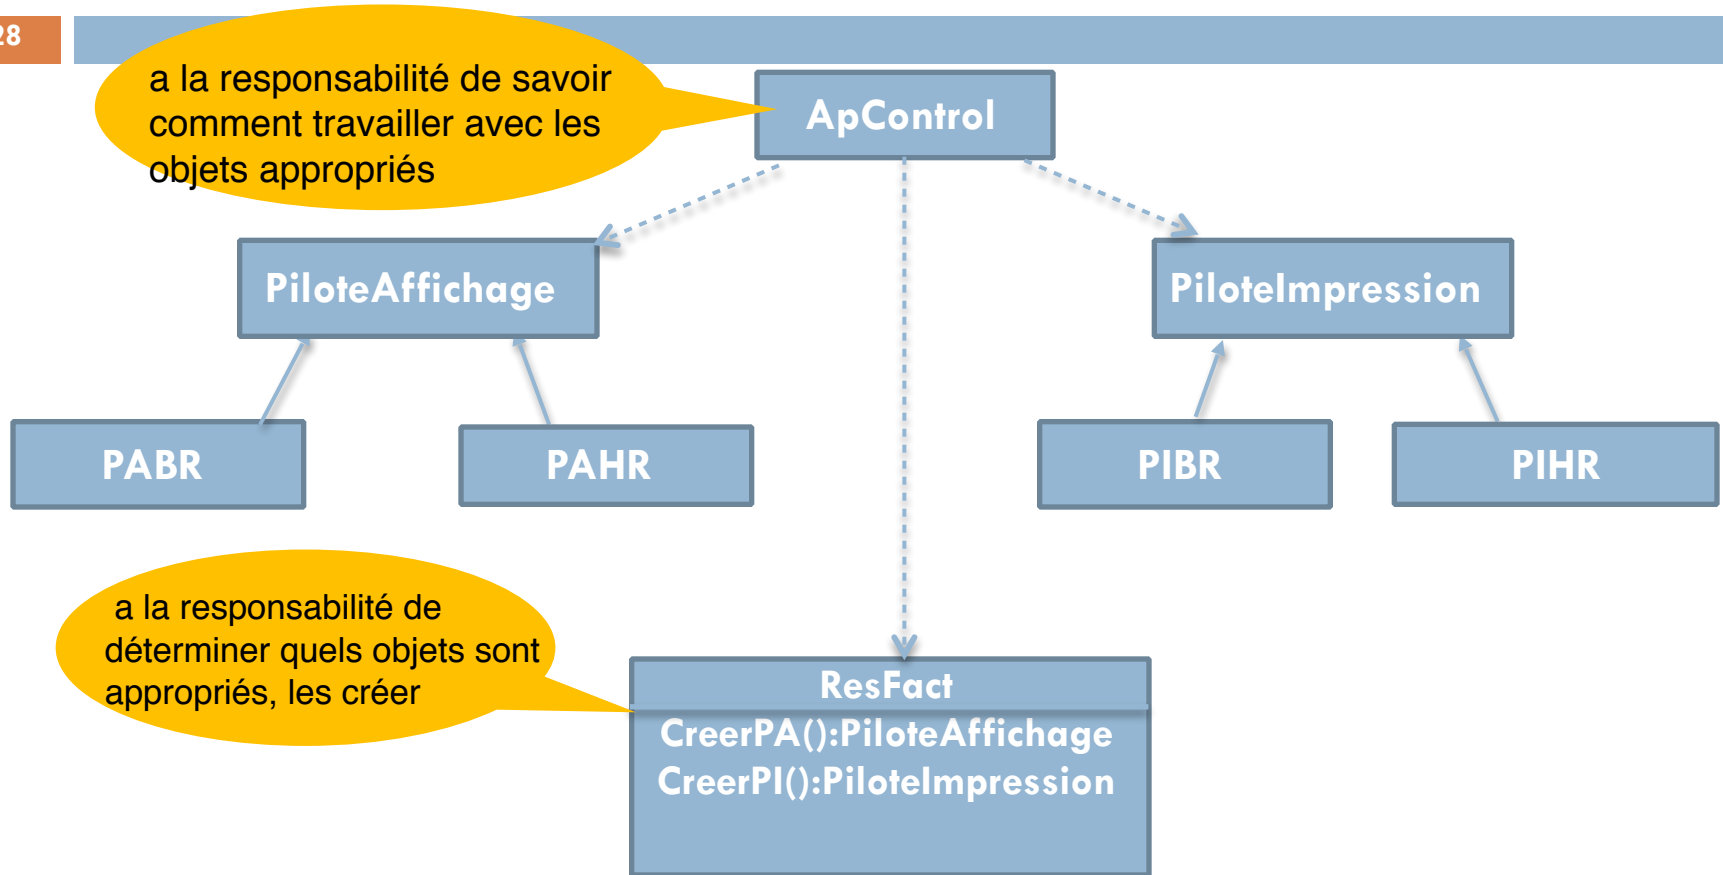 28
a la responsabilité de savoir
comment travailler avec les
objets appropriés
ApControl
PiloteAffichage
PiloteImpression
PABR
PAHR
PIBR
PIHR
a la responsabilité de
déterminer quels objets sont
appropriés, les créer
ResFact
CreerPA():PiloteAffichage
CreerPI():PiloteImpression